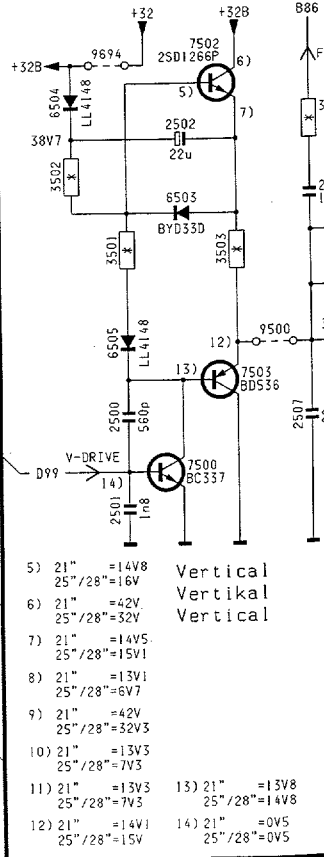 +32
+32B
B86
9694
7502
2SD1266P
+32B
6)
F
5)
6504
LL4148
7)
38V7
2502
22u
3502
6503
BYD33D
3501
3503
6505
LL4148
12)
9500
13)
7503
BDS36
2500
560p
2507
V-DRIVE
D99
7500
BC337
14)
2501
1n8
5) 21" =14V8
25"/28"=16V
6) 21" =42V
25"/28"=32V
7) 21" =14V5
25"/28"=15V1
8) 21" =13V1
25"/28"=6V7
9) 21" =42V
25"/28"=32V3
10) 21" =13V3
25"/28"=7V3
11) 21" =13V3
25"/28"=7V3
12) 21" =14V1
25"/28"=15V
Vertical
Vertikal
Vertical
13) 21" =13V8
25"/28"=14V8
14) 21" =0V5
25"/28"=0V5